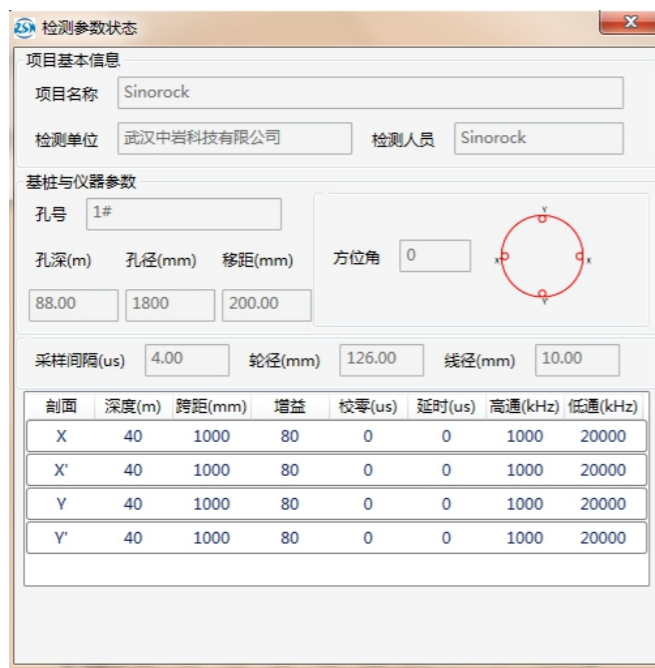 ZSN 检测参数状态 X
项目基本信息
项目名称 Sinorock
检测单位 武汉中岩科技有限公司 检测人员 Sinorock
基桩与仪器参数
孔号 1#
孔深(m) 孔径(mm) 移距(mm) 方位角 0
88.00 1800 200.00
Y
X' X
Y'
采样间隔(us) 4.00 轮径(mm) 126.00 线径(mm) 10.00
剖面 深度(m) 跨距(mm) 增益 校零(us) 延时(us) 高通(kHz) 低通(kHz)
X 40 1000 80 0 0 1000 20000
X' 40 1000 80 0 0 1000 20000
Y 40 1000 80 0 0 1000 20000
Y' 40 1000 80 0 0 1000 20000